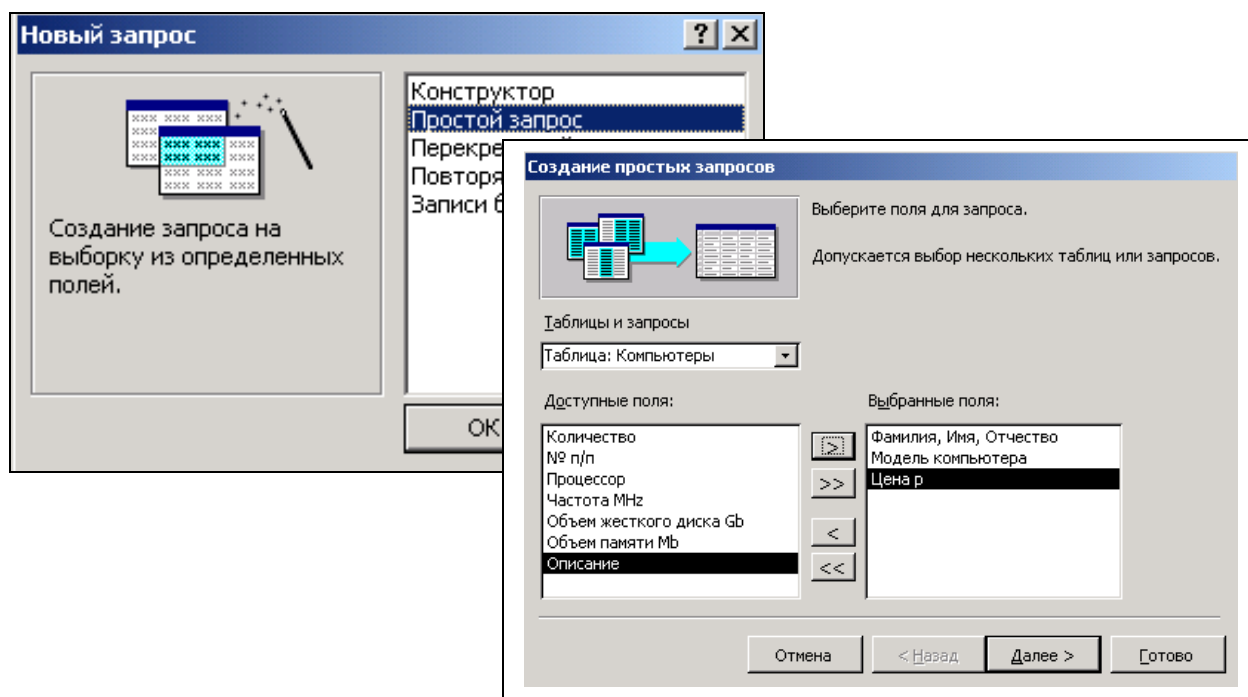 Новый запрос
Конструктор
Простой запрос
Перекре
Повторя
Записи б
Создание запроса на
выборку из определенных
полей.
ОК
Создание простых запросов
Выберите поля для запроса.
Допускается выбор нескольких таблиц или запросов.
Таблицы и запросы
Таблица: Компьютеры
Доступные поля:
Количество
№ п/п
Процессор
Частота MHz
Объем жесткого диска Gb
Объем памяти Mb
Описание
>
>>
<
<<
Выбранные поля:
Фамилия, Имя, Отчество
Модель компьютера
Цена р
Отмена
< Назад
Далее >
Готово